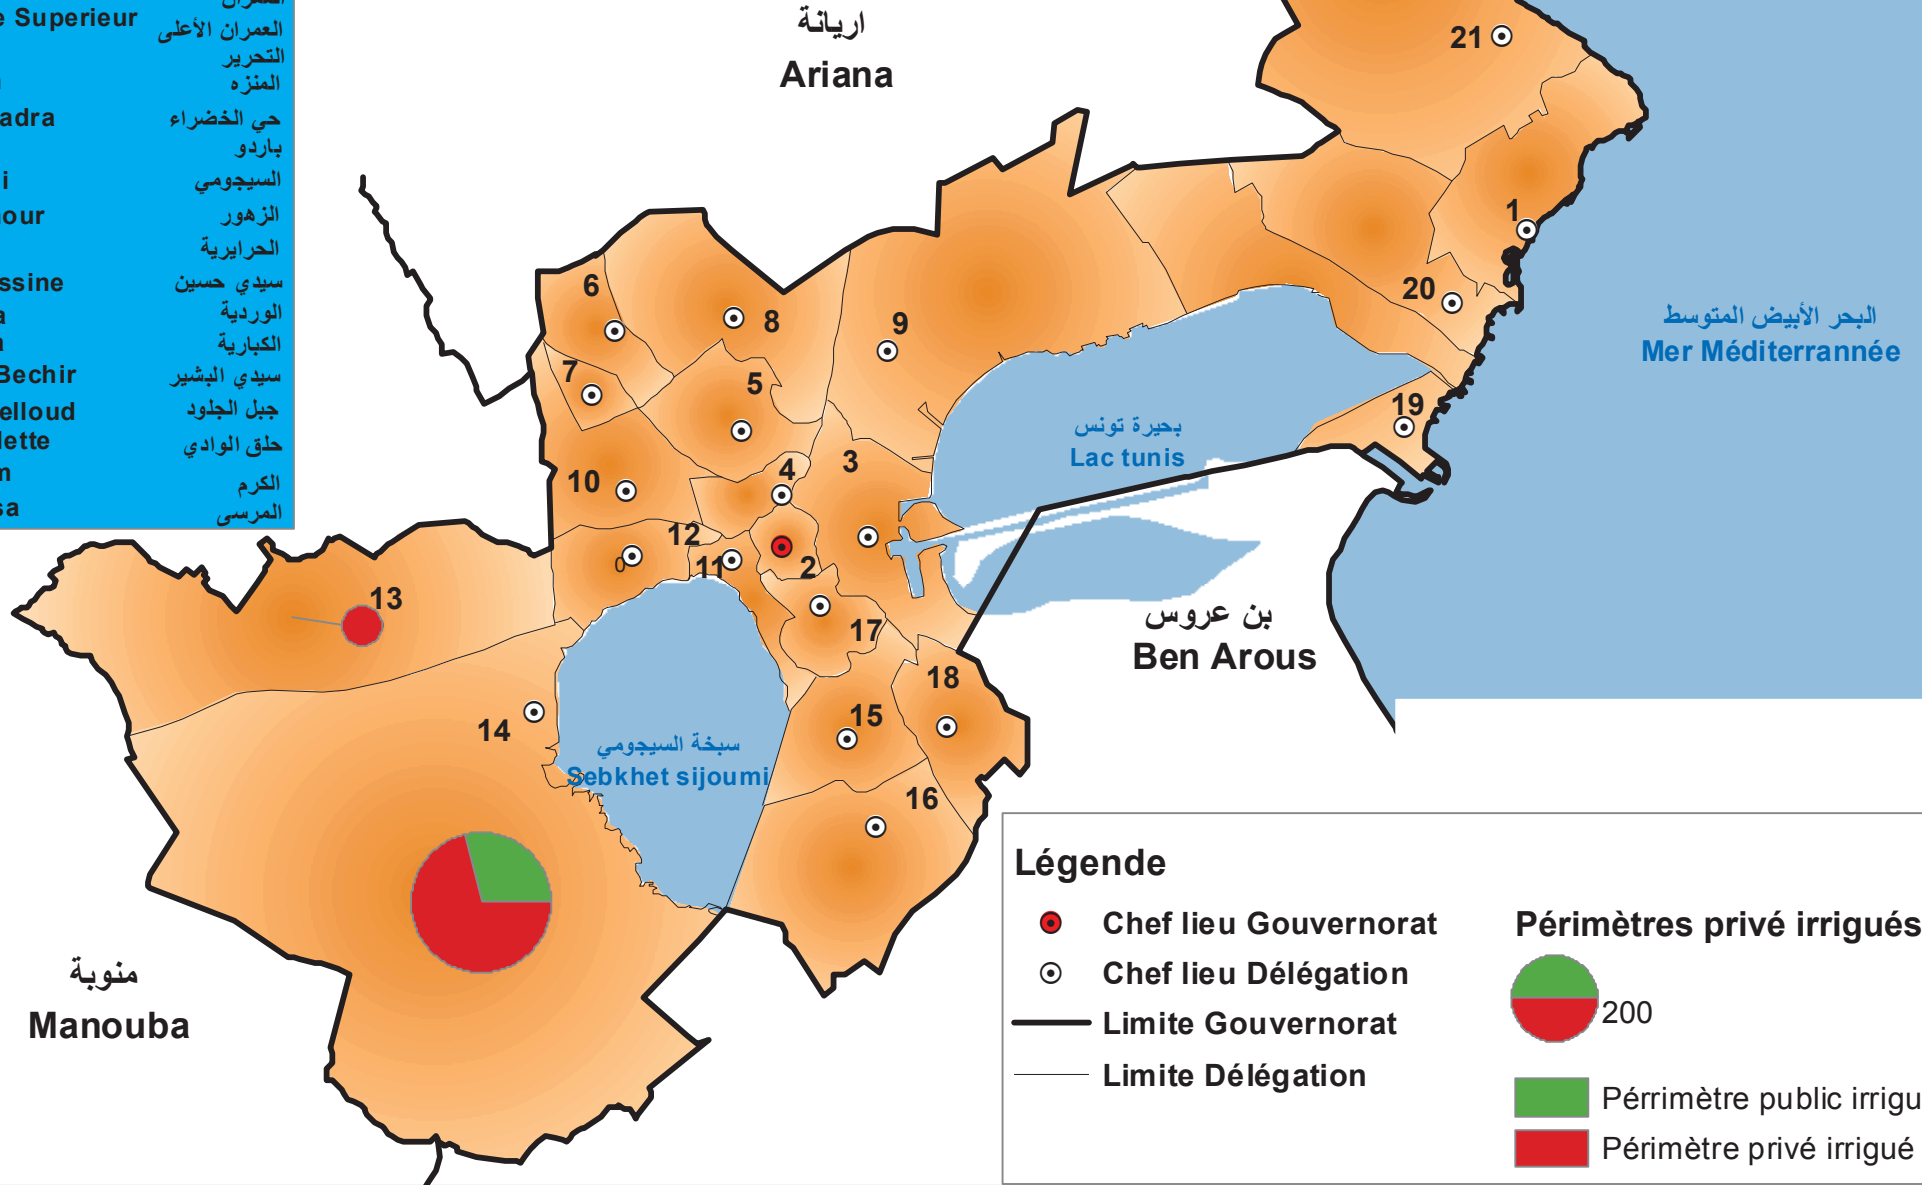 e Superieur
العمران الأعلى
التحرير
المنزه
adra
حي الخضراء
باردو
i
السيجومي
our
الزهور
الحرايرية
ssine
سيدي حسين
a
الوردية
a
الكبارية
Bechir
سيدي البشير
elloud
جبل الجلود
lette
حلق الوادي
m
الكرم
sa
المرسى
اريانة
Ariana
21
1
20
19
6
8
9
7
5
4
3
10
12
11
2
0
13
17
18
14
15
16
البحر الأبيض المتوسط
Mer Méditerrannée
بحيرة تونس
Lac tunis
بن عروس
Ben Arous
سبخة السيجومي
Sebkhet sijoumi
منوبة
Manouba
Légende
Chef lieu Gouvernorat
Chef lieu Délégation
Limite Gouvernorat
Limite Délégation
Périmètres privé irrigués
200
Pérrimètre public irrigu
Périmètre privé irrigué